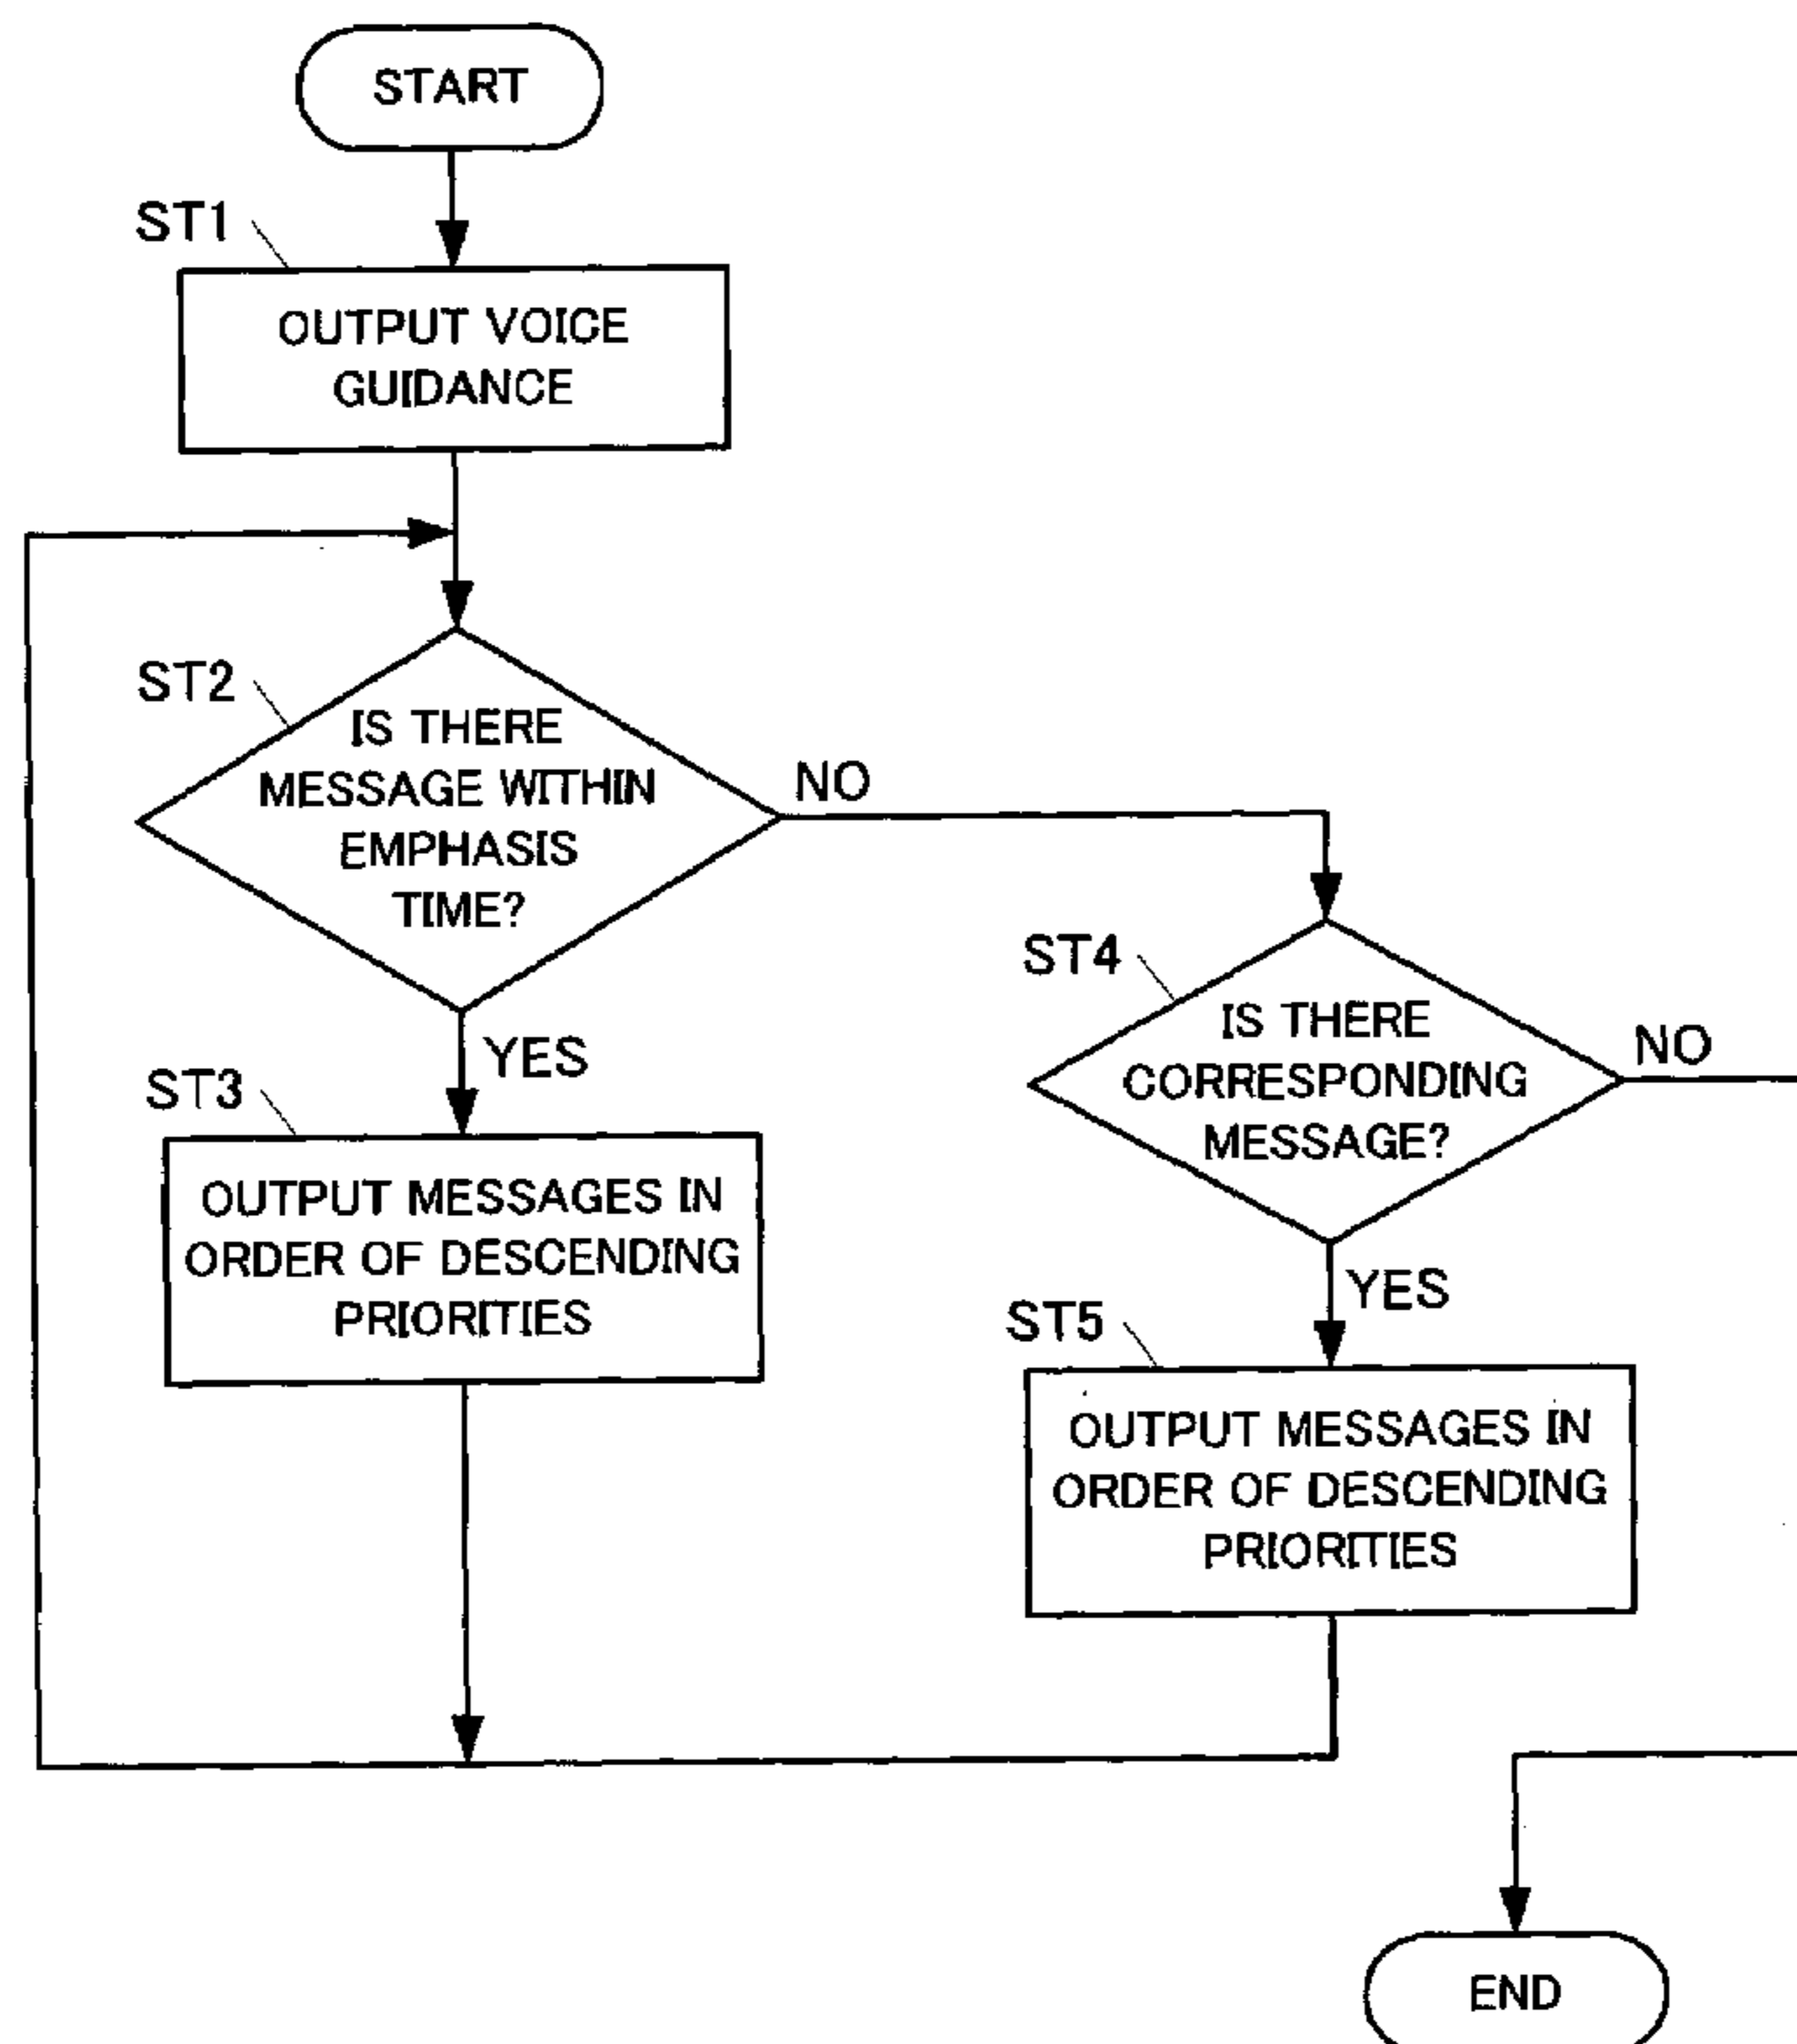 START
ST1
OUTPUT VOICE
GUIDANCE
ST2
IS THERE
MESSAGE WITHIN
EMPHASIS
TIME?
NO
YES
ST3
OUTPUT MESSAGES IN
ORDER OF DESCENDING
PRIORITIES
ST4
IS THERE
CORRESPONDING
MESSAGE?
NO
YES
ST5
OUTPUT MESSAGES IN
ORDER OF DESCENDING
PRIORITIES
END